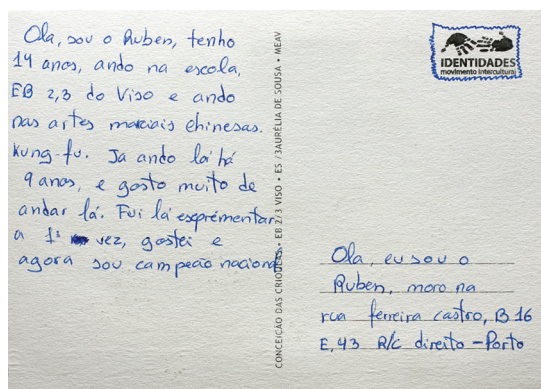 Ola, sou o Ruben, tenho
14 anos, ando na escola,
EB 2,3 do Viso e ando
nas artes marciais chinesas.
Kung-fu. Ja ando lá há
9 anos, e gosto muito de
andar lá. Fui lá esprementar
a 1ª vez, gostei e
agora sou campeão nacional.
CONCEIÇÃO DAS CRIOULAS • EB 2/3 VISO • ES /3AURÉLIA DE SOUSA • MEAV
IDENTIDADES
movimento intercultural
Ola, eu sou o
Ruben, moro na
rua ferreira castro, B 16
E, 43 R/c direito - Porto